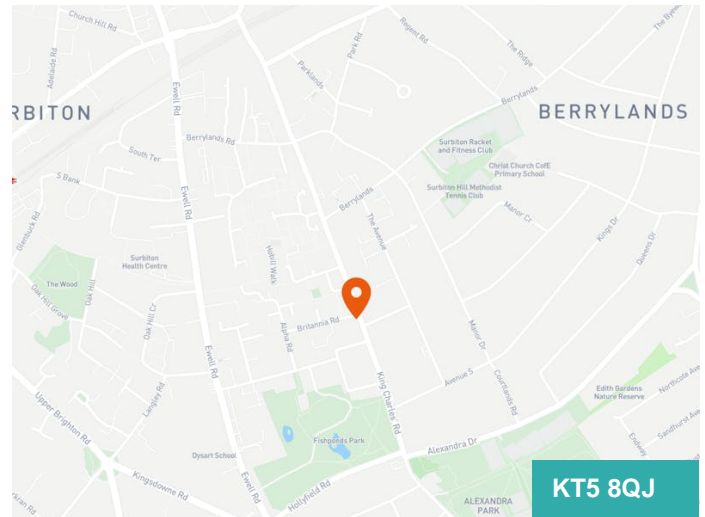 Church Hill Rd
Adelaide Rd
Ewell Rd
Parklands
Park Rd
Regent Rd
The Ridge
The Byew
RBITON
BERRYLANDS
Berrylands
South Ter
Berrylands Rd
Surbiton Racket
and Fitness Club
Christ Church CofE
Primary School
S Bank
Ewell Rd
Berrylands
Surbiton Hill Methodist
Tennis Club
Manor Cr
Glenbuck Rd
The Avenue
Kings Dr
Queens Dr
Surbiton
Health Centre
Hobill Walk
The Wood
Oak Hill
Oak Hill Grove
Oak Hill Cr
Alpha Rd
Britannia Rd
Manor Dr
Ewell Rd
King Charles' Rd
Avenue S
Courtlands Rd
Langley Rd
Edith Gardens
Nature Reserve
Northcote Ave
Upper Brighton Rd
Fishponds Park
Alexandra Dr
Sandhurst Ave
Endway
Dysart School
Kingsdowne Rd
Hollyfield Rd
ALEXANDRA
PARK
KT5 8QJ